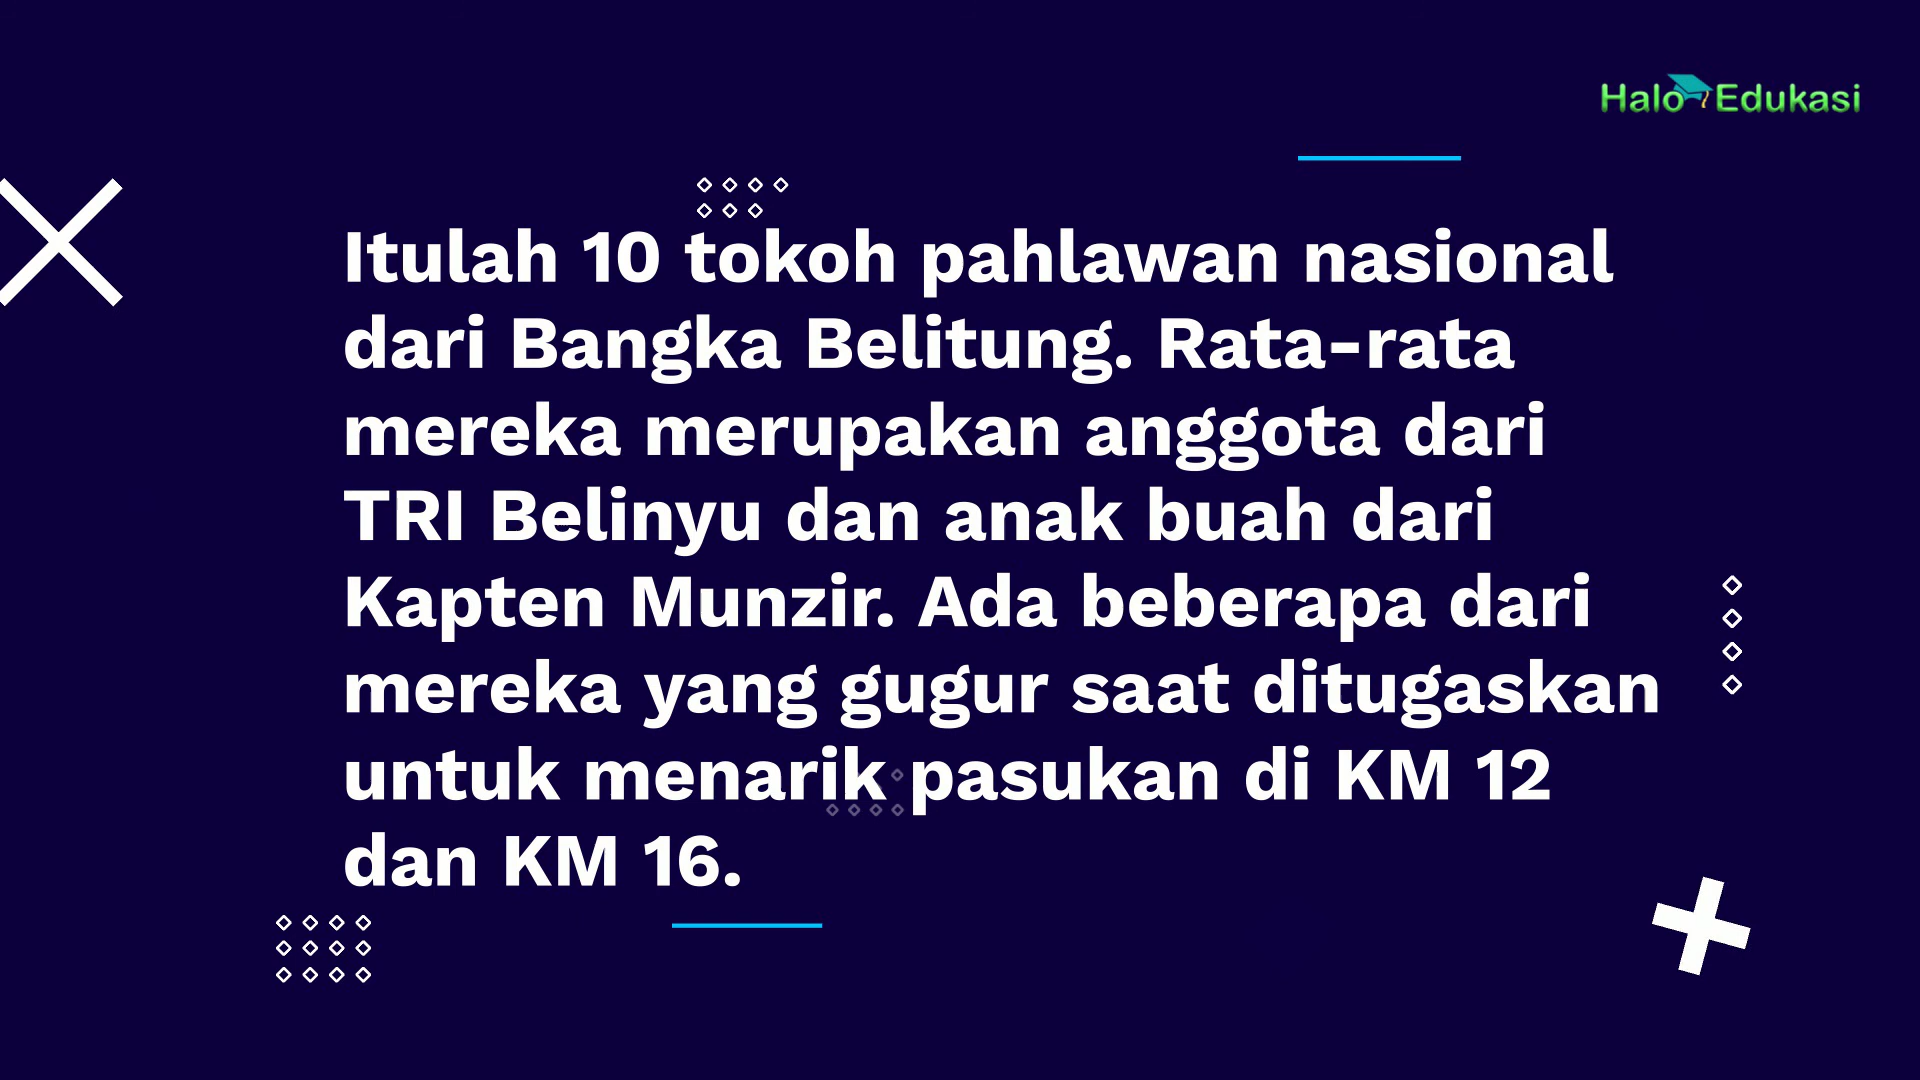 Halo Edukasi
Itulah 10 tokoh pahlawan nasional
dari Bangka Belitung. Rata-rata
mereka merupakan anggota dari
TRI Belinyu dan anak buah dari
Kapten Munzir. Ada beberapa dari
mereka yang gugur saat ditugaskan
untuk menarik pasukan di KM 12
dan KM 16.